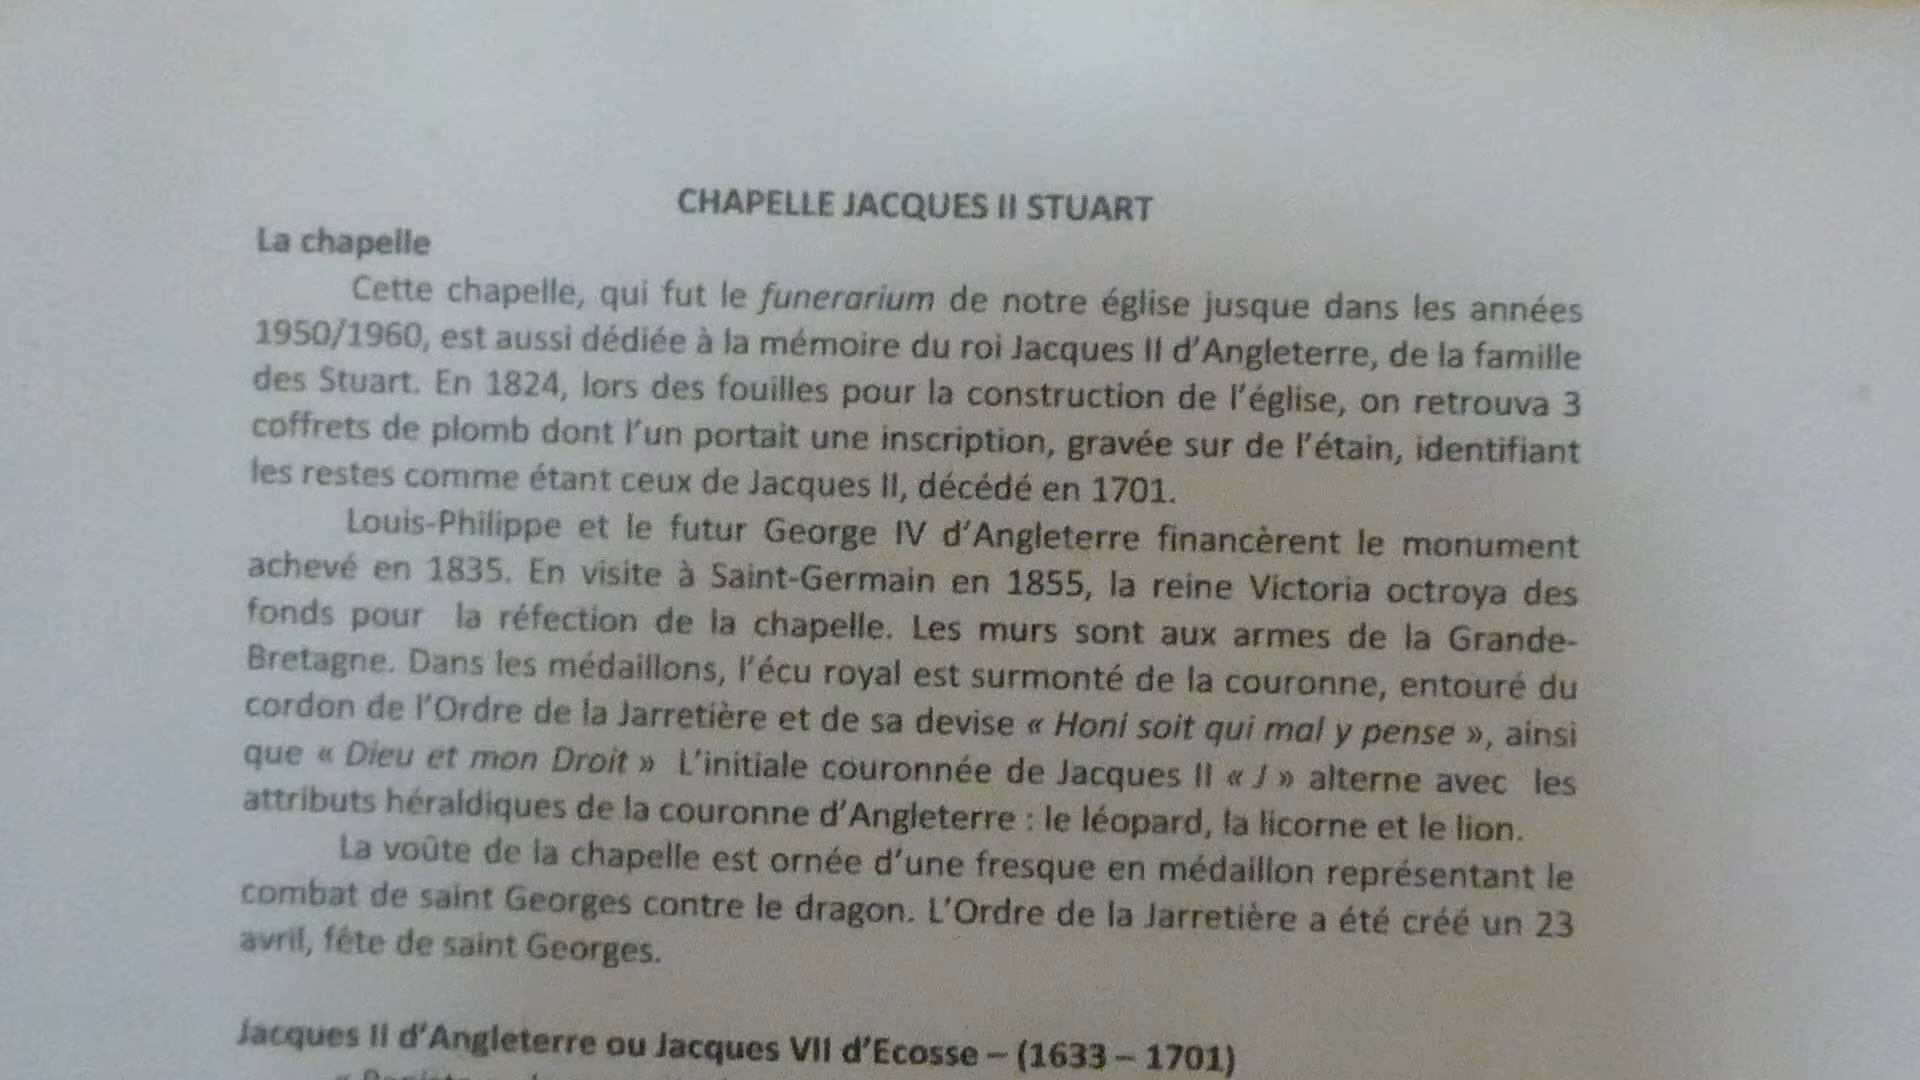 CHAPELLE JACQUES II STUART
La chapelle
Cette chapelle, qui fut le funerarium de notre église jusque dans les années
1950/1960, est aussi dédiée à la mémoire du roi Jacques II d'Angleterre, de la famille
des Stuart. En 1824, lors des fouilles pour la construction de l'église, on retrouva 3
coffrets de plomb dont l'un portait une inscription, gravée sur de l'étain, identifiant
les restes comme étant ceux de Jacques II, décédé en 1701.
Louis-Philippe et le futur George IV d'Angleterre financèrent le monument
achevé en 1835. En visite à Saint-Germain en 1855, la reine Victoria octroya des
fonds pour la réfection de la chapelle. Les murs sont aux armes de la Grande-
Bretagne. Dans les médaillons, l'écu royal est surmonté de la couronne, entouré du
cordon de l'Ordre de la Jarretière et de sa devise « Honi soit qui mal y pense », ainsi
que « Dieu et mon Droit » L'initiale couronnée de Jacques II « J » alterne avec les
attributs héraldiques de la couronne d'Angleterre : le léopard, la licorne et le lion.
La voûte de la chapelle est ornée d'une fresque en médaillon représentant le
combat de saint Georges contre le dragon. L'Ordre de la Jarretière a été créé un 23
avril, fête de saint Georges.
Jacques II d'Angleterre ou Jacques VII d'Ecosse – (1633 – 1701)